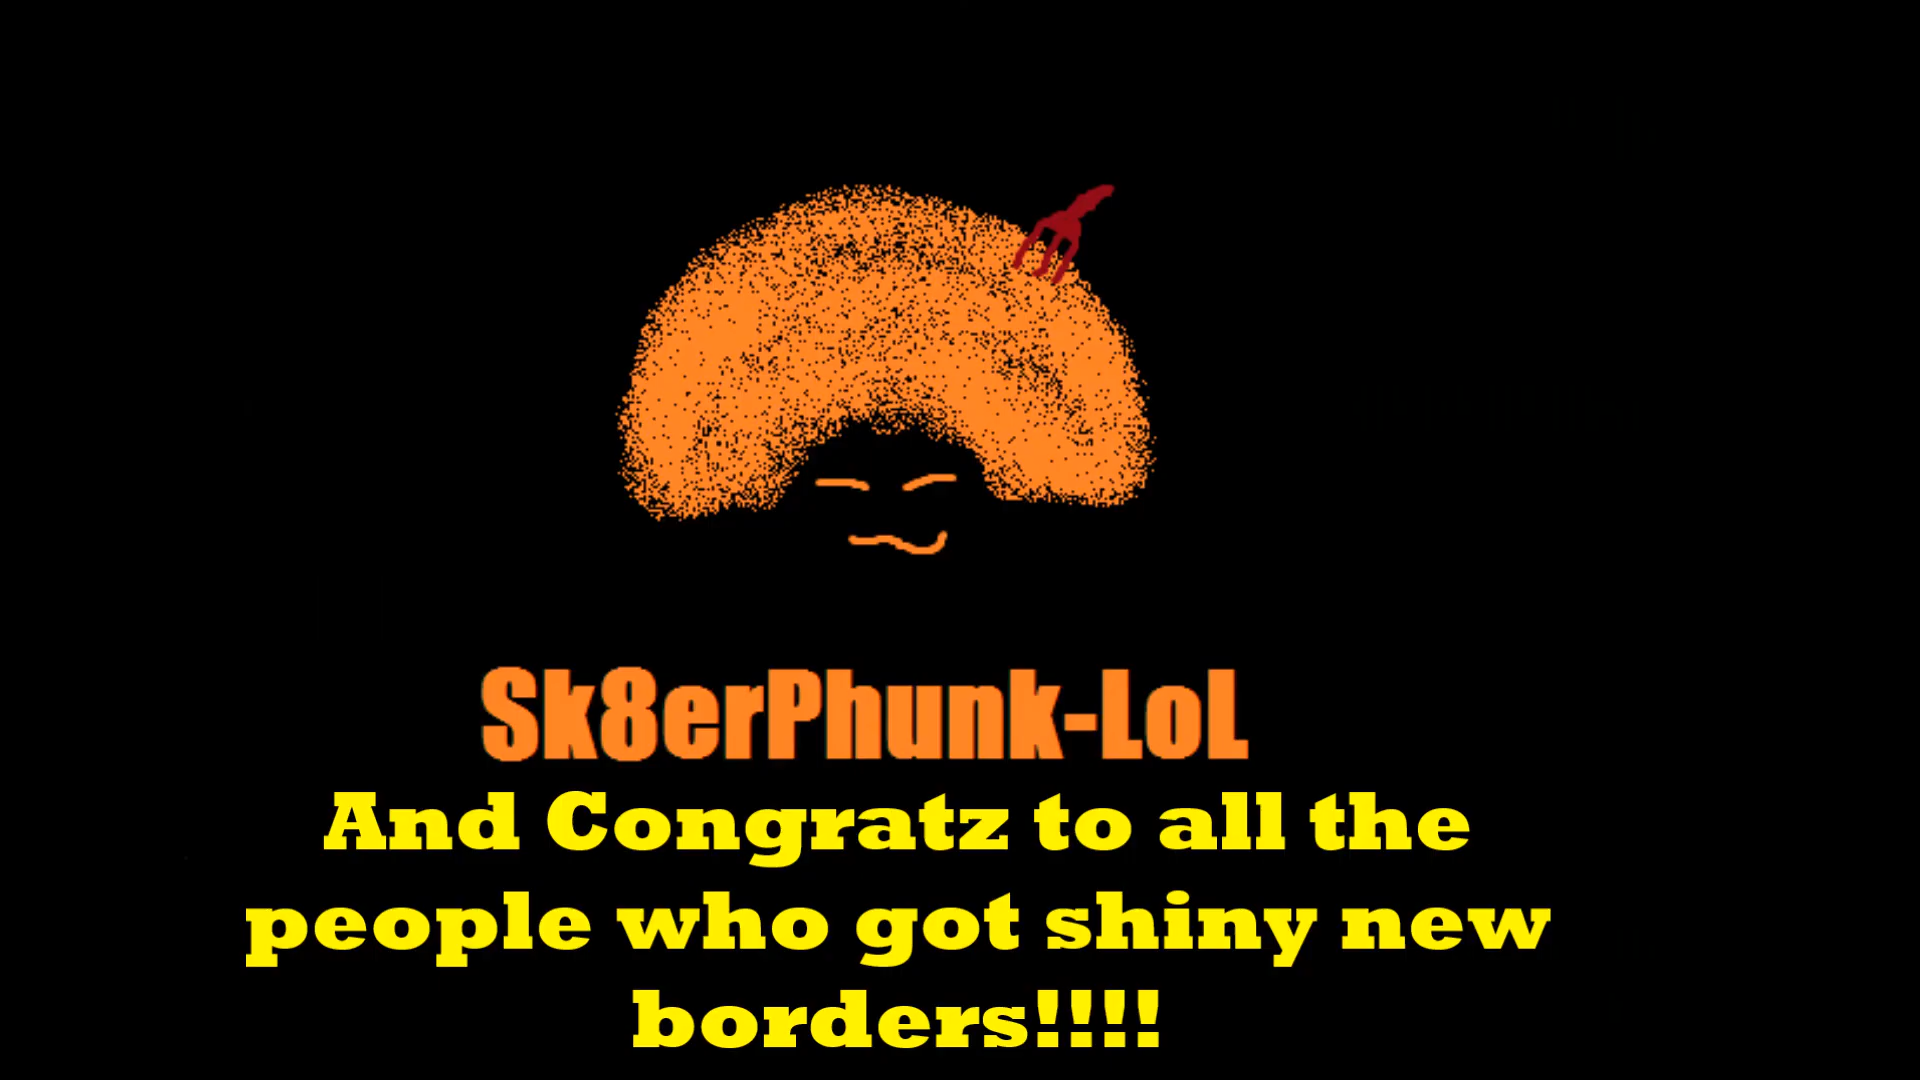 Sk8erPhunk-LoL
And Congratz to all the
people who got shiny new
borders!!!!